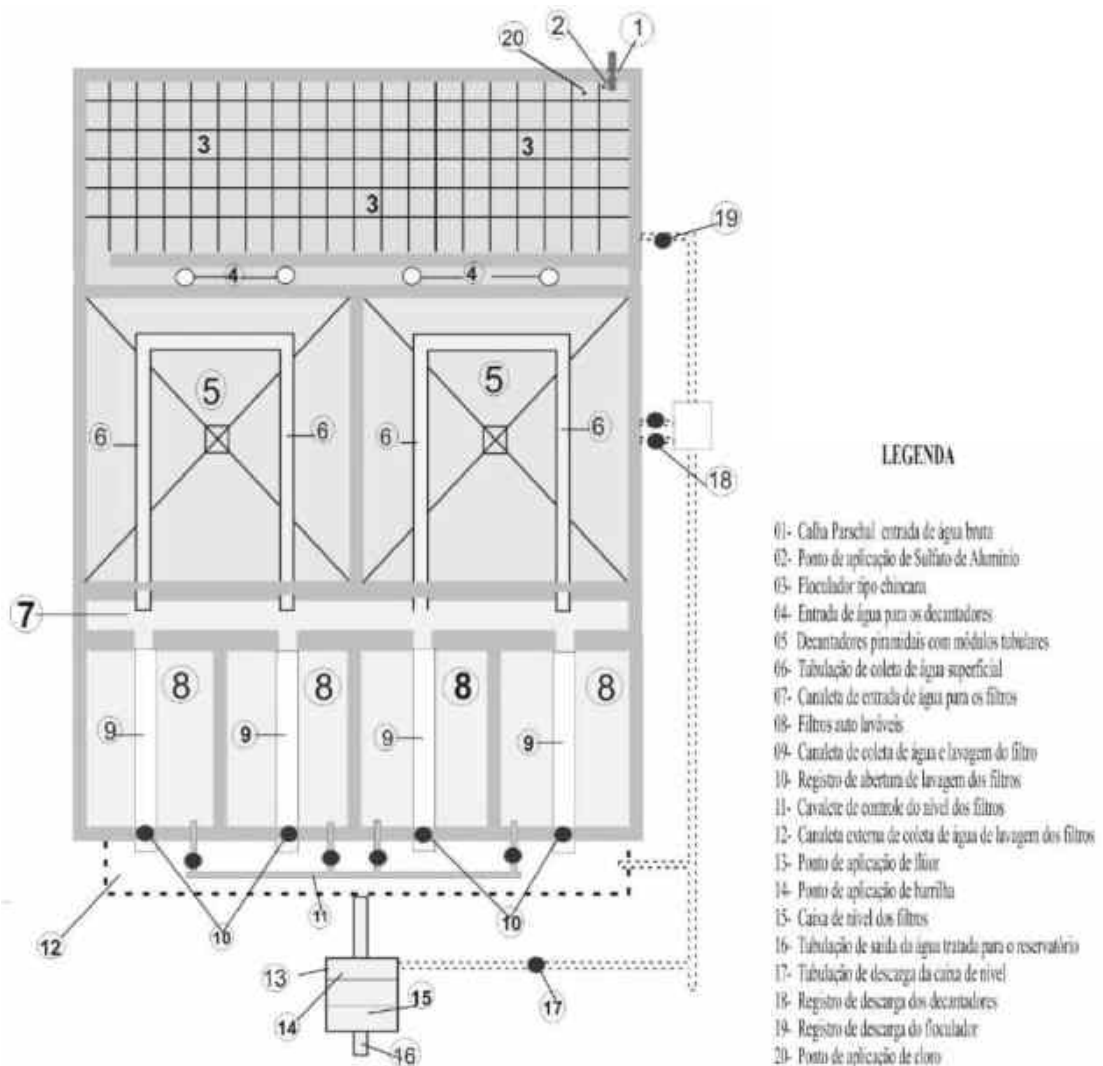 20 2 1
3 3
3
19
4 4
5 5
6 6 6 6
18
7
8 8 8 8
9 9 9 9
12 10 11 10
13
14 15 17
16
LEGENDA
01- Calha Parschal entrada de água bruta
02- Ponto de aplicação de Sulfato de Alumínio
03- Floculador tipo chincara
04- Entrada de água para os decantadores
05 Decantadores piramidais com módulos tubulares
06- Tubulação de coleta de água superficial
07- Canaleta de entrada de água para os filtros
08- Filtros auto laváveis
09- Canaleta de coleta de água e lavagem do filtro
10- Registro de abertura de lavagem dos filtros
11- Cavalete de controle do nível dos filtros
12- Canaleta externa de coleta de água de lavagem dos filtros
13- Ponto de aplicação de flúor
14- Ponto de aplicação de barrilha
15- Caixa de nível dos filtros
16- Tubulação de saída da água tratada para o reservatório
17- Tubulação de descarga da caixa de nível
18- Registro de descarga dos decantadores
19- Registro de descarga do floculador
20- Ponto de aplicação de cloro